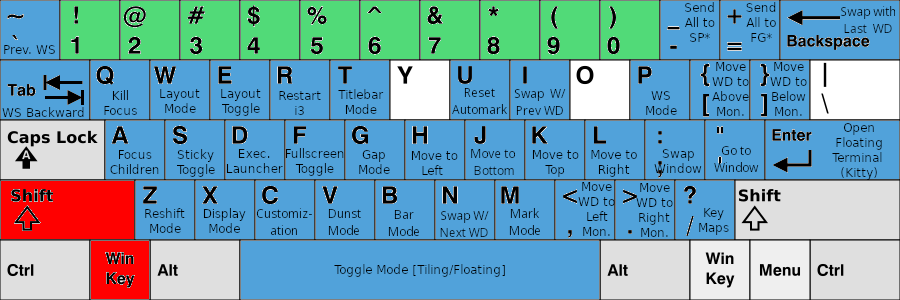 ~
` Prev. WS
!
1
@
2
#
3
$
4
%
5
^
6
&
7
*
8
(
9
)
0
_ Send
All to
SP*
-
+ Send
All to
FG*
=
Swap with
Last WD
Backspace
Tab
WS Backward
Q
Kill
Focus
W
Layout
Mode
E
Layout
Toggle
R
Restart
i3
T
Titlebar
Mode
Y
U
Reset
Automark
I
Swap W/
Prev WD
O
P
WS
Mode
{ Move
WD to
[ Above
Mon.
} Move
WD to
] Below
Mon.
|
\
Caps Lock
A
A
Focus
Children
S
Sticky
Toggle
D
Exec.
Launcher
F
Fullscreen
Toggle
G
Gap
Mode
H
Move to
Left
J
Move to
Bottom
K
Move to
Top
L
Move to
Right
:
; Swap
Window
"
' Go to
Window
Enter
Open
Floating
Terminal
(Kitty)
Shift
Z
Reshift
Mode
X
Display
Mode
C
Customiz-
ation
V
Dunst
Mode
B
Bar
Mode
N
Swap W/
Next WD
M
Mark
Mode
< Move
WD to
Left
, Mon.
> Move
WD to
Right
. Mon.
?
/ Key
Maps
Shift
Ctrl
Win
Key
Alt
Toggle Mode [Tiling/Floating]
Alt
Win
Key
Menu
Ctrl